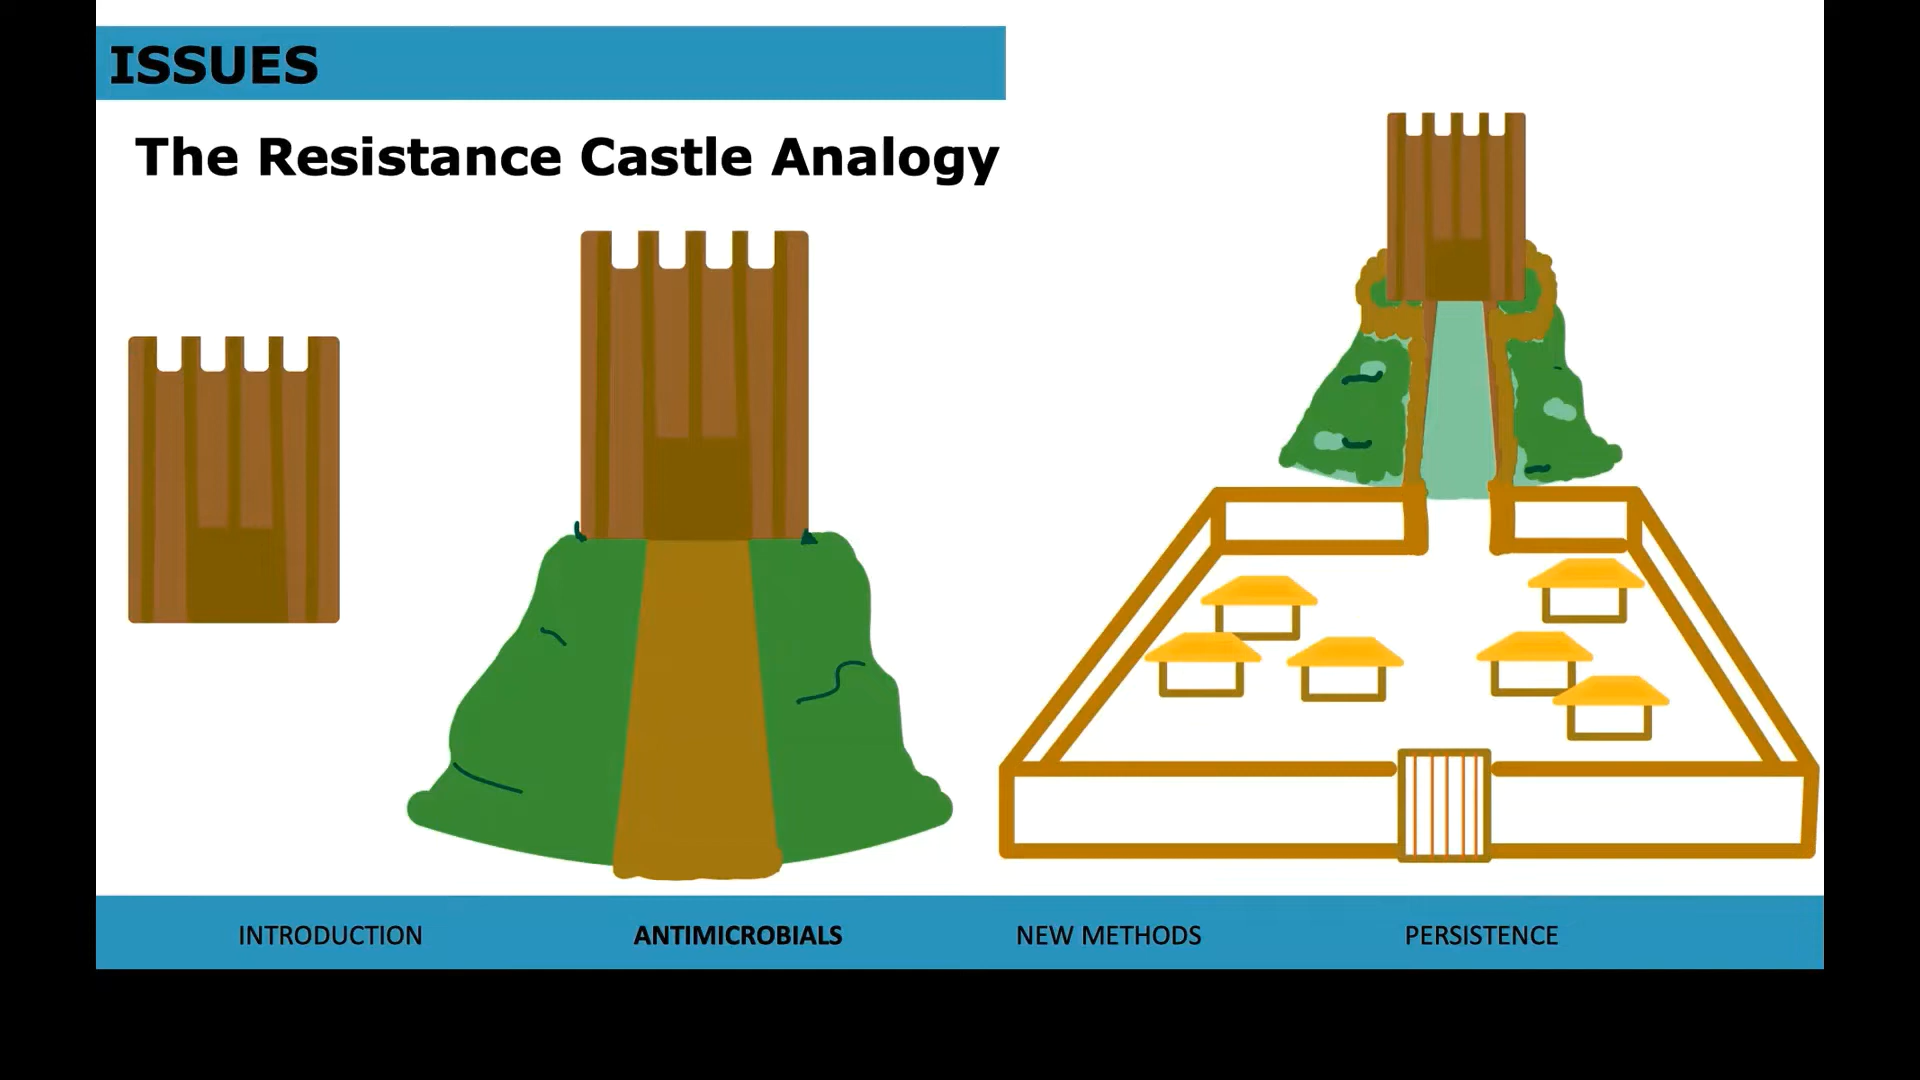 ISSUES
The Resistance Castle Analogy
INTRODUCTION
ANTIMICROBIALS
NEW METHODS
PERSISTENCE